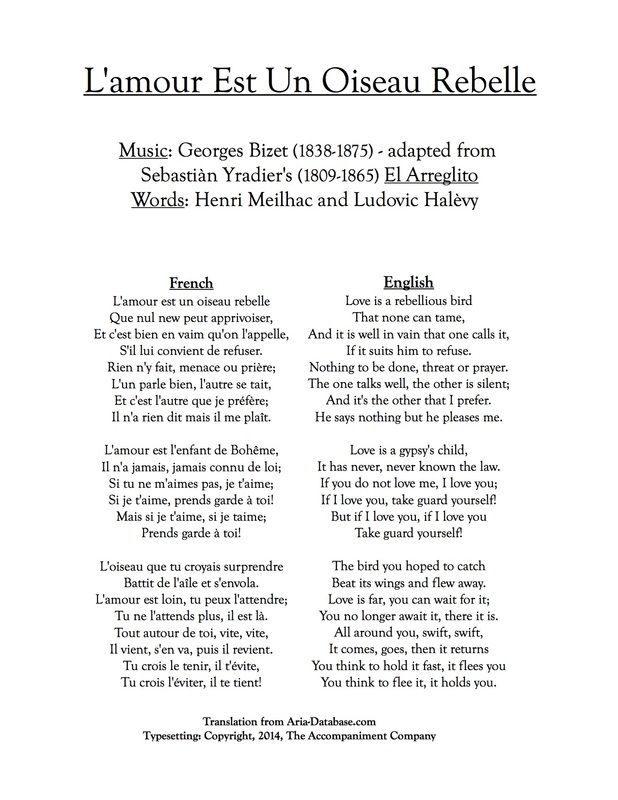 L'amour Est Un Oiseau Rebelle
Music: Georges Bizet (1838-1875) - adapted from
Sebastiàn Yradier's (1809-1865) El Arreglito
Words: Henri Meilhac and Ludovic Halèvy
French
L'amour est un oiseau rebelle
Que nul new peut apprivoiser,
Et c'est bien en vaim qu'on l'appelle,
S'il lui convient de refuser.
Rien n'y fait, menace ou prière;
L'un parle bien, l'autre se tait,
Et c'est l'autre que je préfère;
Il n'a rien dit mais il me plaît.
L'amour est l'enfant de Bohême,
Il n'a jamais, jamais connu de loi;
Si tu ne m'aimes pas, je t'aime;
Si je t'aime, prends garde à toi!
Mais si je t'aime, si je taime;
Prends garde à toi!
L'oiseau que tu croyais surprendre
Battit de l'aîle et s'envola.
L'amour est loin, tu peux l'attendre;
Tu ne l'attends plus, il est là.
Tout autour de toi, vite, vite,
Il vient, s'en va, puis il revient.
Tu crois le tenir, il t'évite,
Tu crois l'éviter, il te tient!
English
Love is a rebellious bird
That none can tame,
And it is well in vain that one calls it,
If it suits him to refuse.
Nothing to be done, threat or prayer.
The one talks well, the other is silent;
And it's the other that I prefer.
He says nothing but he pleases me.
Love is a gypsy's child,
It has never, never known the law.
If you do not love me, I love you;
If I love you, take guard yourself!
But if I love you, if I love you
Take guard yourself!
The bird you hoped to catch
Beat its wings and flew away.
Love is far, you can wait for it;
You no longer await it, there it is.
All around you, swift, swift,
It comes, goes, then it returns
You think to hold it fast, it flees you
You think to flee it, it holds you.
Translation from Aria-Database.com
Typesetting: Copyright, 2014, The Accompaniment Company